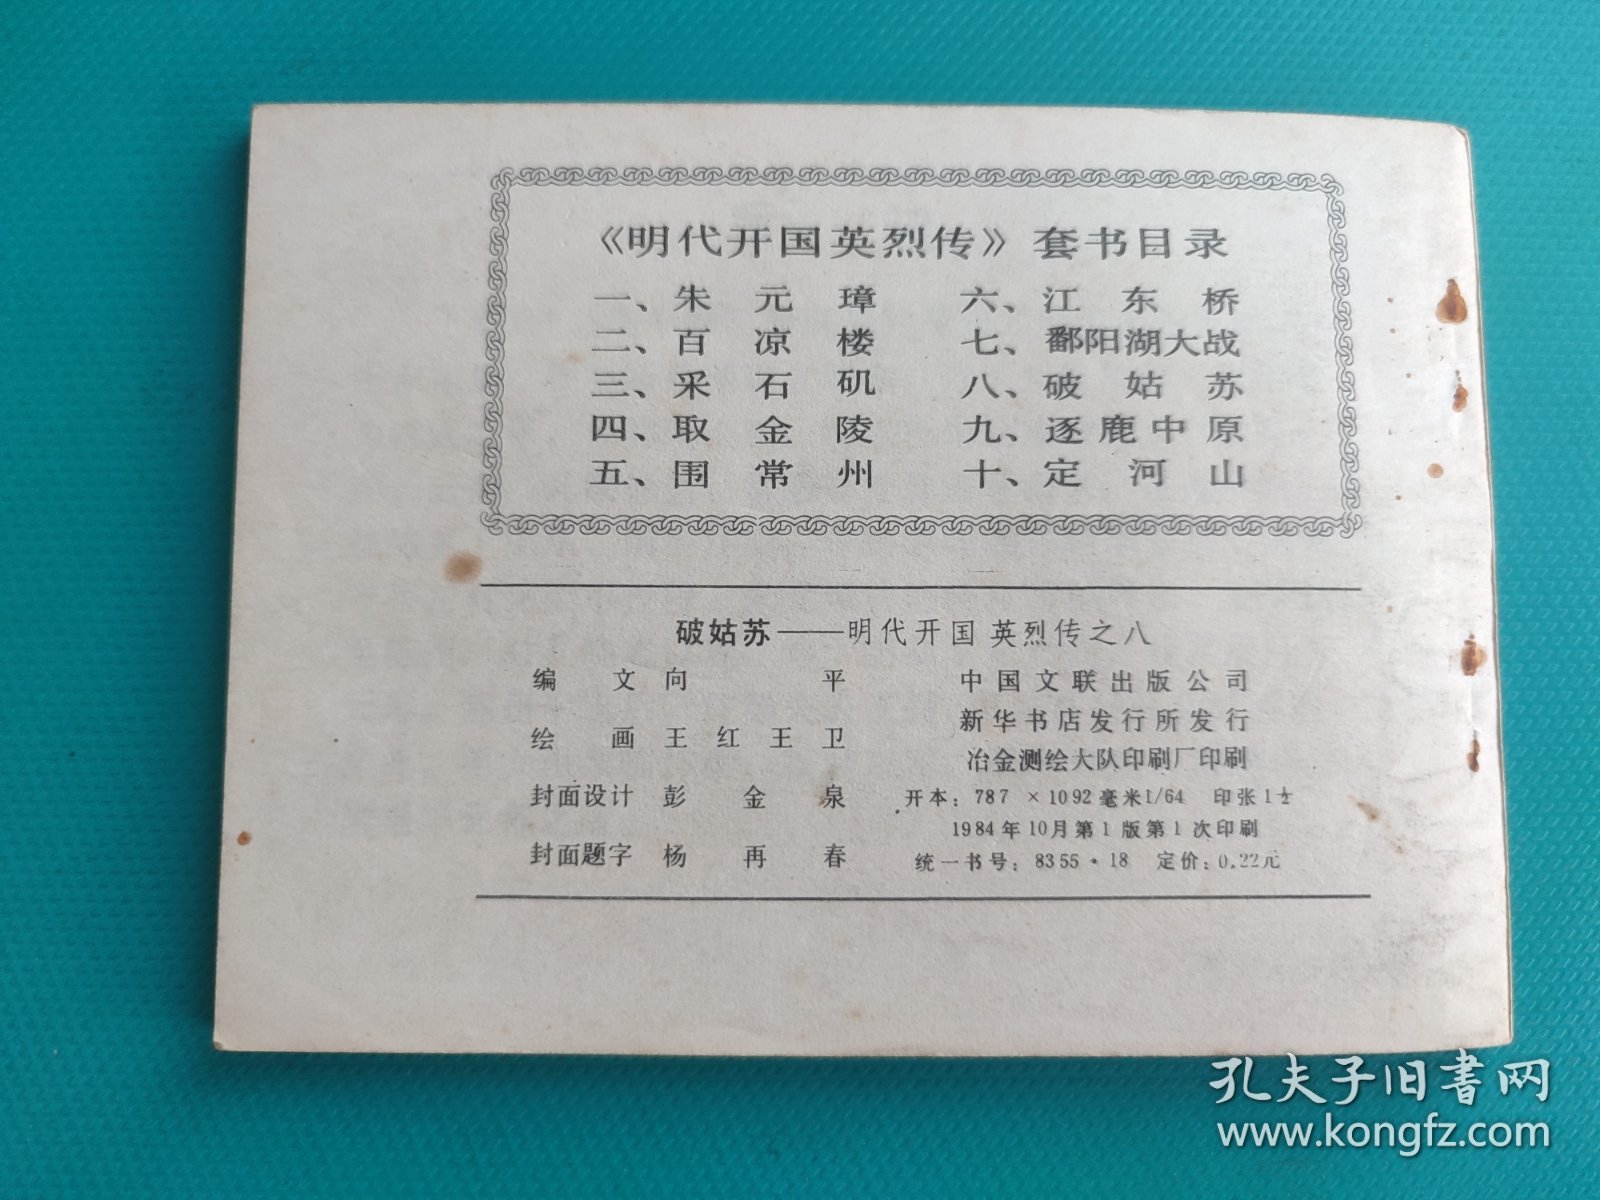 《明代开国英烈传》套书目录
一、朱元璋
二、百凉楼
三、采石矶
四、取金陵
五、围常州
六、江东桥
七、鄱阳湖大战
八、破姑苏
九、逐鹿中原
十、定河山
破姑苏——明代开国英烈传之八
编文 向平
绘画 王红 王卫
封面设计 彭金泉
封面题字 杨再春
中国文联出版公司
新华书店发行所发行
冶金测绘大队印刷厂印刷
开本：787×1092毫米1/64 印张1½
1984年10月第1版第1次印刷
统一书号：8355·18 定价：0.22元
孔夫子旧书网
www.kongfz.com